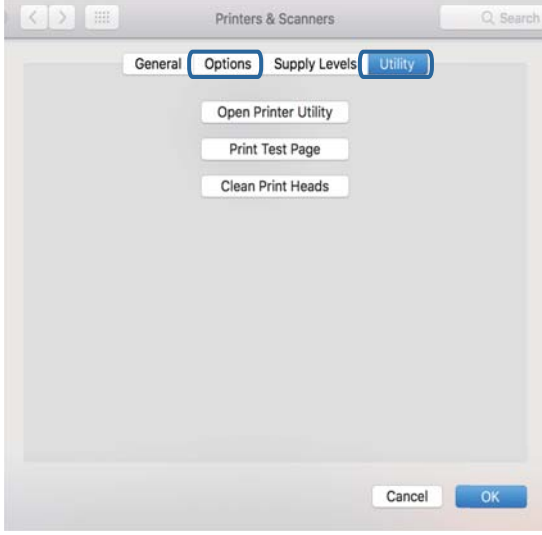 Printers & Scanners Search
General Options Supply Levels Utility
Open Printer Utility
Print Test Page
Clean Print Heads
Cancel OK